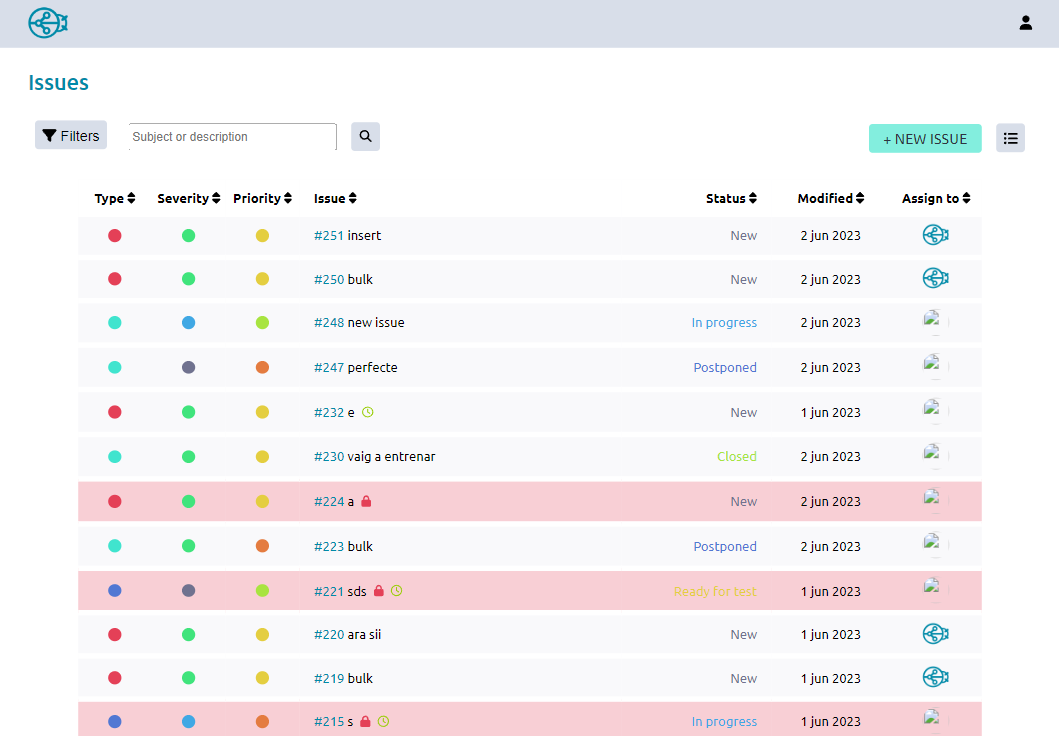 Issues
Filters Subject or description + NEW ISSUE
Type Severity Priority Issue Status Modified Assign to
#251 insert New 2 jun 2023
#250 bulk New 2 jun 2023
#248 new issue In progress 2 jun 2023
#247 perfecte Postponed 2 jun 2023
#232 e New 1 jun 2023
#230 vaig a entrenar Closed 2 jun 2023
#224 a New 2 jun 2023
#223 bulk Postponed 2 jun 2023
#221 sds Ready for test 1 jun 2023
#220 ara sii New 1 jun 2023
#219 bulk New 1 jun 2023
#215 s In progress 1 jun 2023